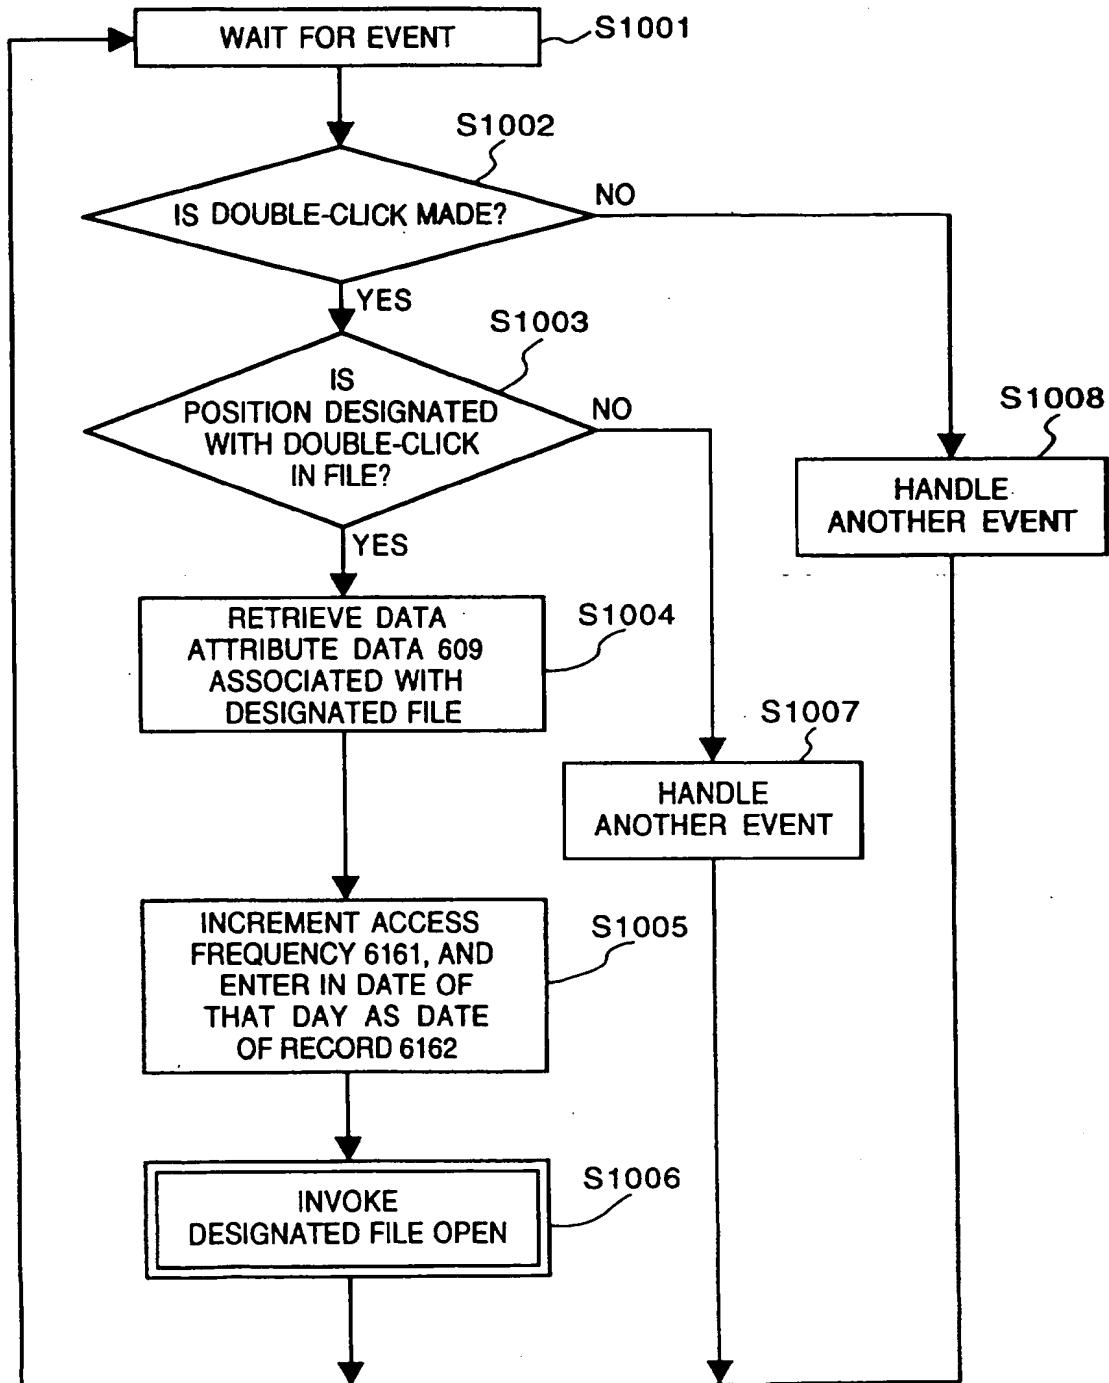 WAIT FOR EVENT
S1001
S1002
IS DOUBLE-CLICK MADE?
NO
YES
S1003
IS
POSITION DESIGNATED
WITH DOUBLE-CLICK
IN FILE?
NO
YES
S1008
HANDLE
ANOTHER EVENT
RETRIEVE DATA
ATTRIBUTE DATA 609
ASSOCIATED WITH
DESIGNATED FILE
S1004
S1007
HANDLE
ANOTHER EVENT
INCREMENT ACCESS
FREQUENCY 6161, AND
ENTER IN DATE OF
THAT DAY AS DATE
OF RECORD 6162
S1005
INVOKE
DESIGNATED FILE OPEN
S1006